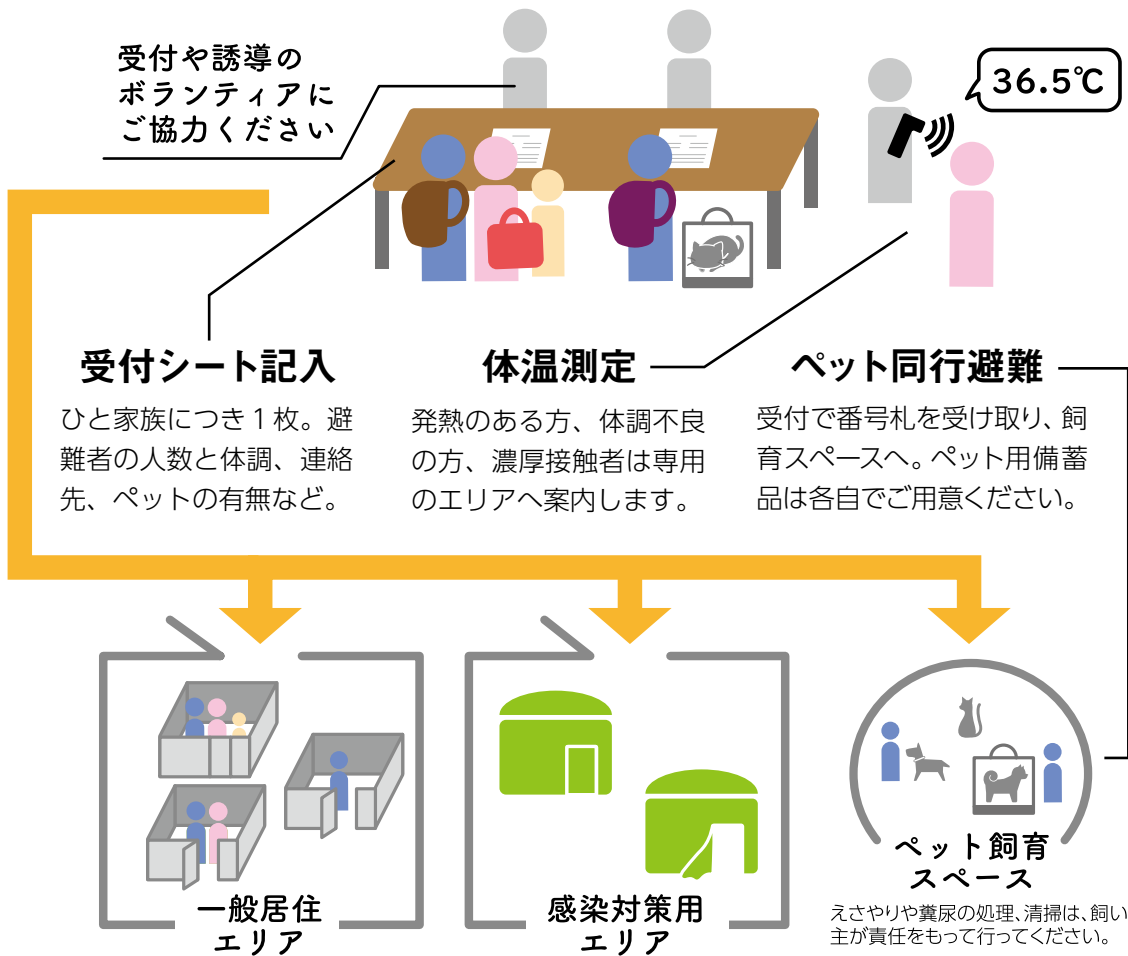 受付や誘導の
ボランティアに
ご協力ください
36.5℃
受付シート記入
ひと家族につき1枚。避
難者の人数と体調、連絡
先、ペットの有無など。
体温測定
発熱のある方、体調不良
の方、濃厚接触者は専用
のエリアへ案内します。
ペット同行避難
受付で番号札を受け取り、飼
育スペースへ。ペット用備蓄
品は各自でご用意ください。
一般居住
エリア
感染対策用
エリア
ペット飼育
スペース
えさやりや糞尿の処理、清掃は、飼い
主が責任をもって行ってください。